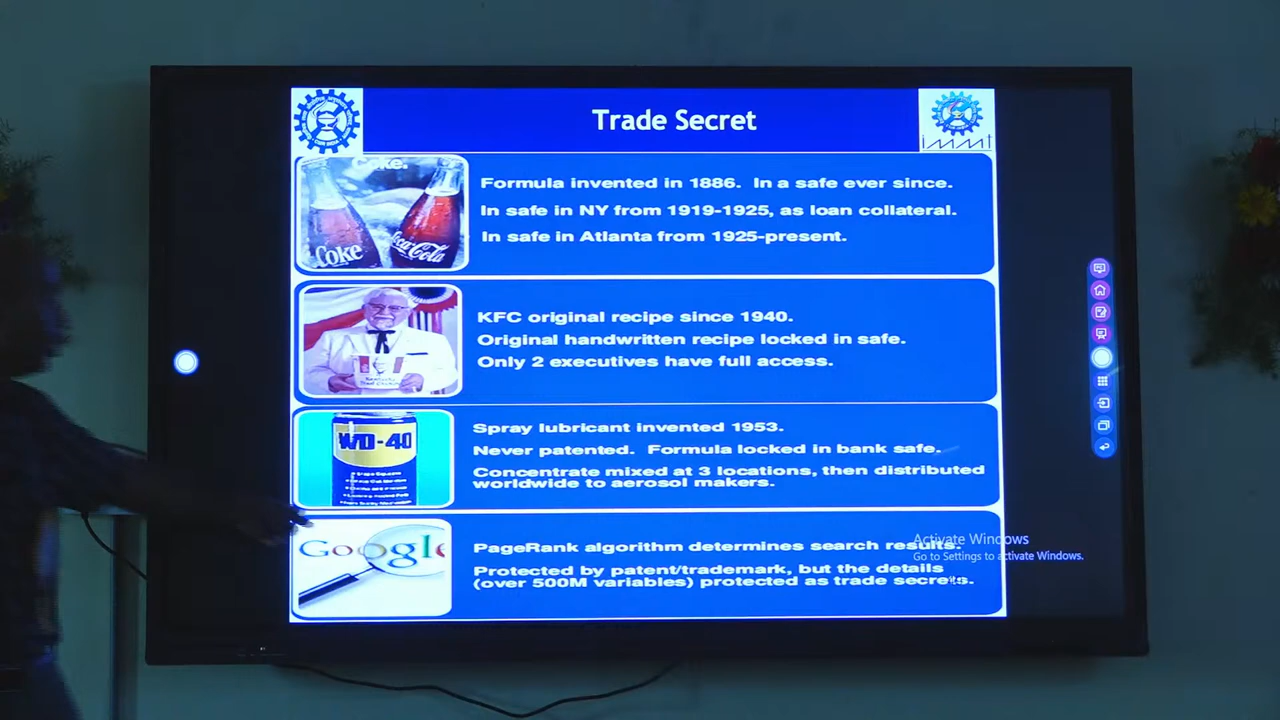 Trade Secret
Coke.
Coke
Coca-Cola
Formula invented in 1886. In a safe ever since.
In safe in NY from 1919-1925, as loan collateral.
In safe in Atlanta from 1925-present.
KFC original recipe since 1940.
Original handwritten recipe locked in safe.
Only 2 executives have full access.
WD-40
Spray lubricant invented 1953.
Never patented. Formula locked in bank safe.
Concentrate mixed at 3 locations, then distributed
worldwide to aerosol makers.
Google
PageRank algorithm determines search results.
Protected by patent/trademark, but the details
(over 500M variables) protected as trade secrets.
Activate Windows
Go to Settings to activate Windows.